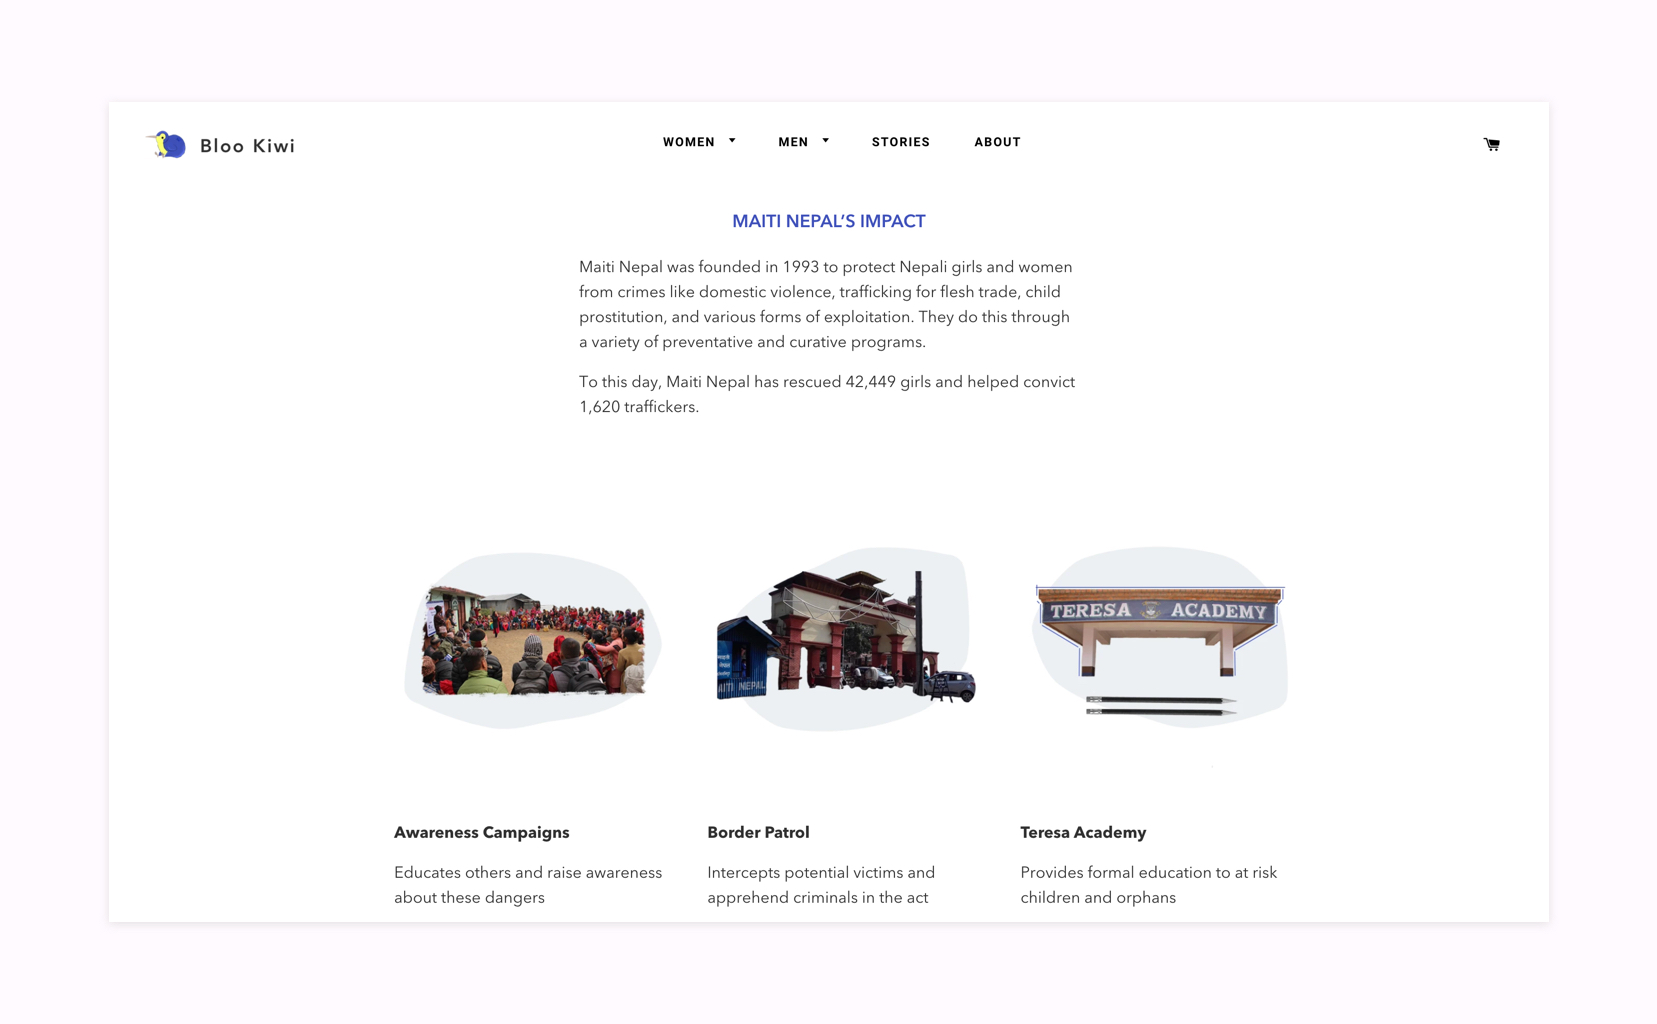 Bloo Kiwi
WOMEN
MEN
STORIES
ABOUT
MAITI NEPAL'S IMPACT
Maiti Nepal was founded in 1993 to protect Nepali girls and women
from crimes like domestic violence, trafficking for flesh trade, child
prostitution, and various forms of exploitation. They do this through
a variety of preventative and curative programs.
To this day, Maiti Nepal has rescued 42,449 girls and helped convict
1,620 traffickers.
MAITI NEPAL
TERESA ACADEMY
Awareness Campaigns
Educates others and raise awareness
about these dangers
Border Patrol
Intercepts potential victims and
apprehend criminals in the act
Teresa Academy
Provides formal education to at risk
children and orphans